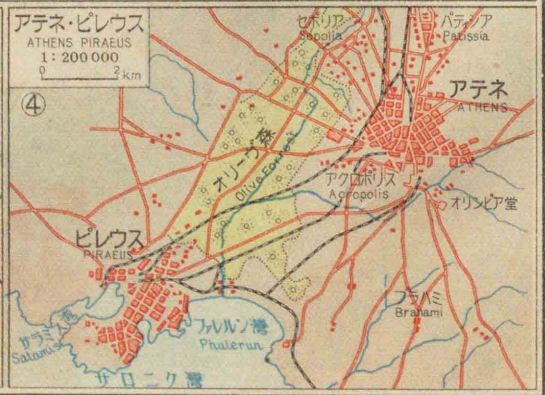 アテネ・ピレウス
ATHENS PIRAEUS
1:200 000
0 2 km
④
セポリア
Sepolia
パティシア
Patissia
アテネ
ATHENS
オリーヴ森
Olive Forrest
アクロポリス
Acropolis
オリンピア堂
ピレウス
PIRAEUS
ブラハミ
Brahami
ファレルン湾
Phalerun
サラミス湾
Salamis
サロニク湾